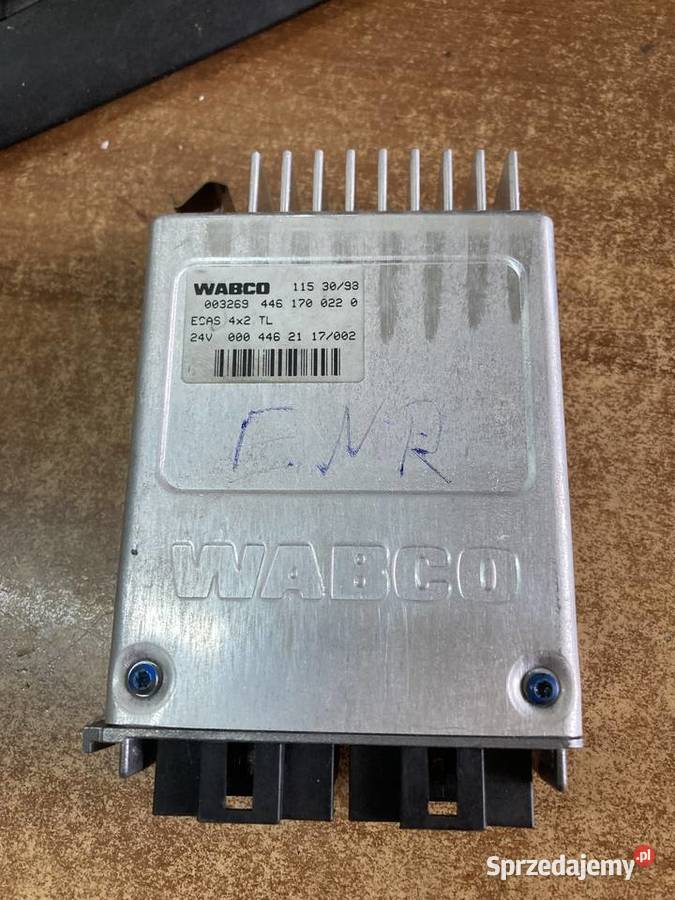 WABCO 115 30/98
003269 446 170 022 0
ECAS 4x2 TL
24V 000 446 21 17/002
E.N.R
WABCO
Sprzedajemy.pl